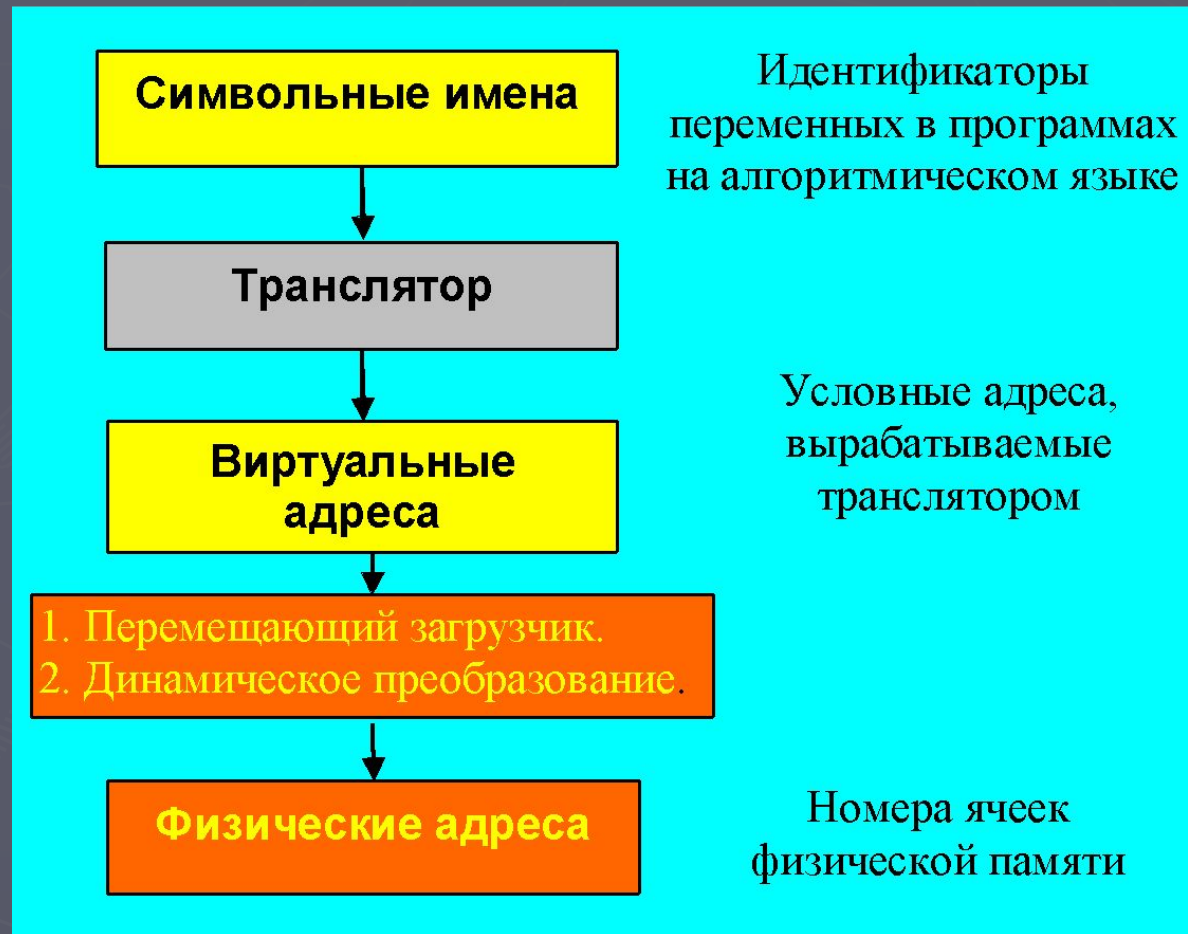 Символьные имена
Идентификаторы
переменных в программах
на алгоритмическом языке
Транслятор
Условные адреса,
вырабатываемые
транслятором
Виртуальные
адреса
1. Перемещающий загрузчик.
2. Динамическое преобразование.
Физические адреса
Номера ячеек
физической памяти